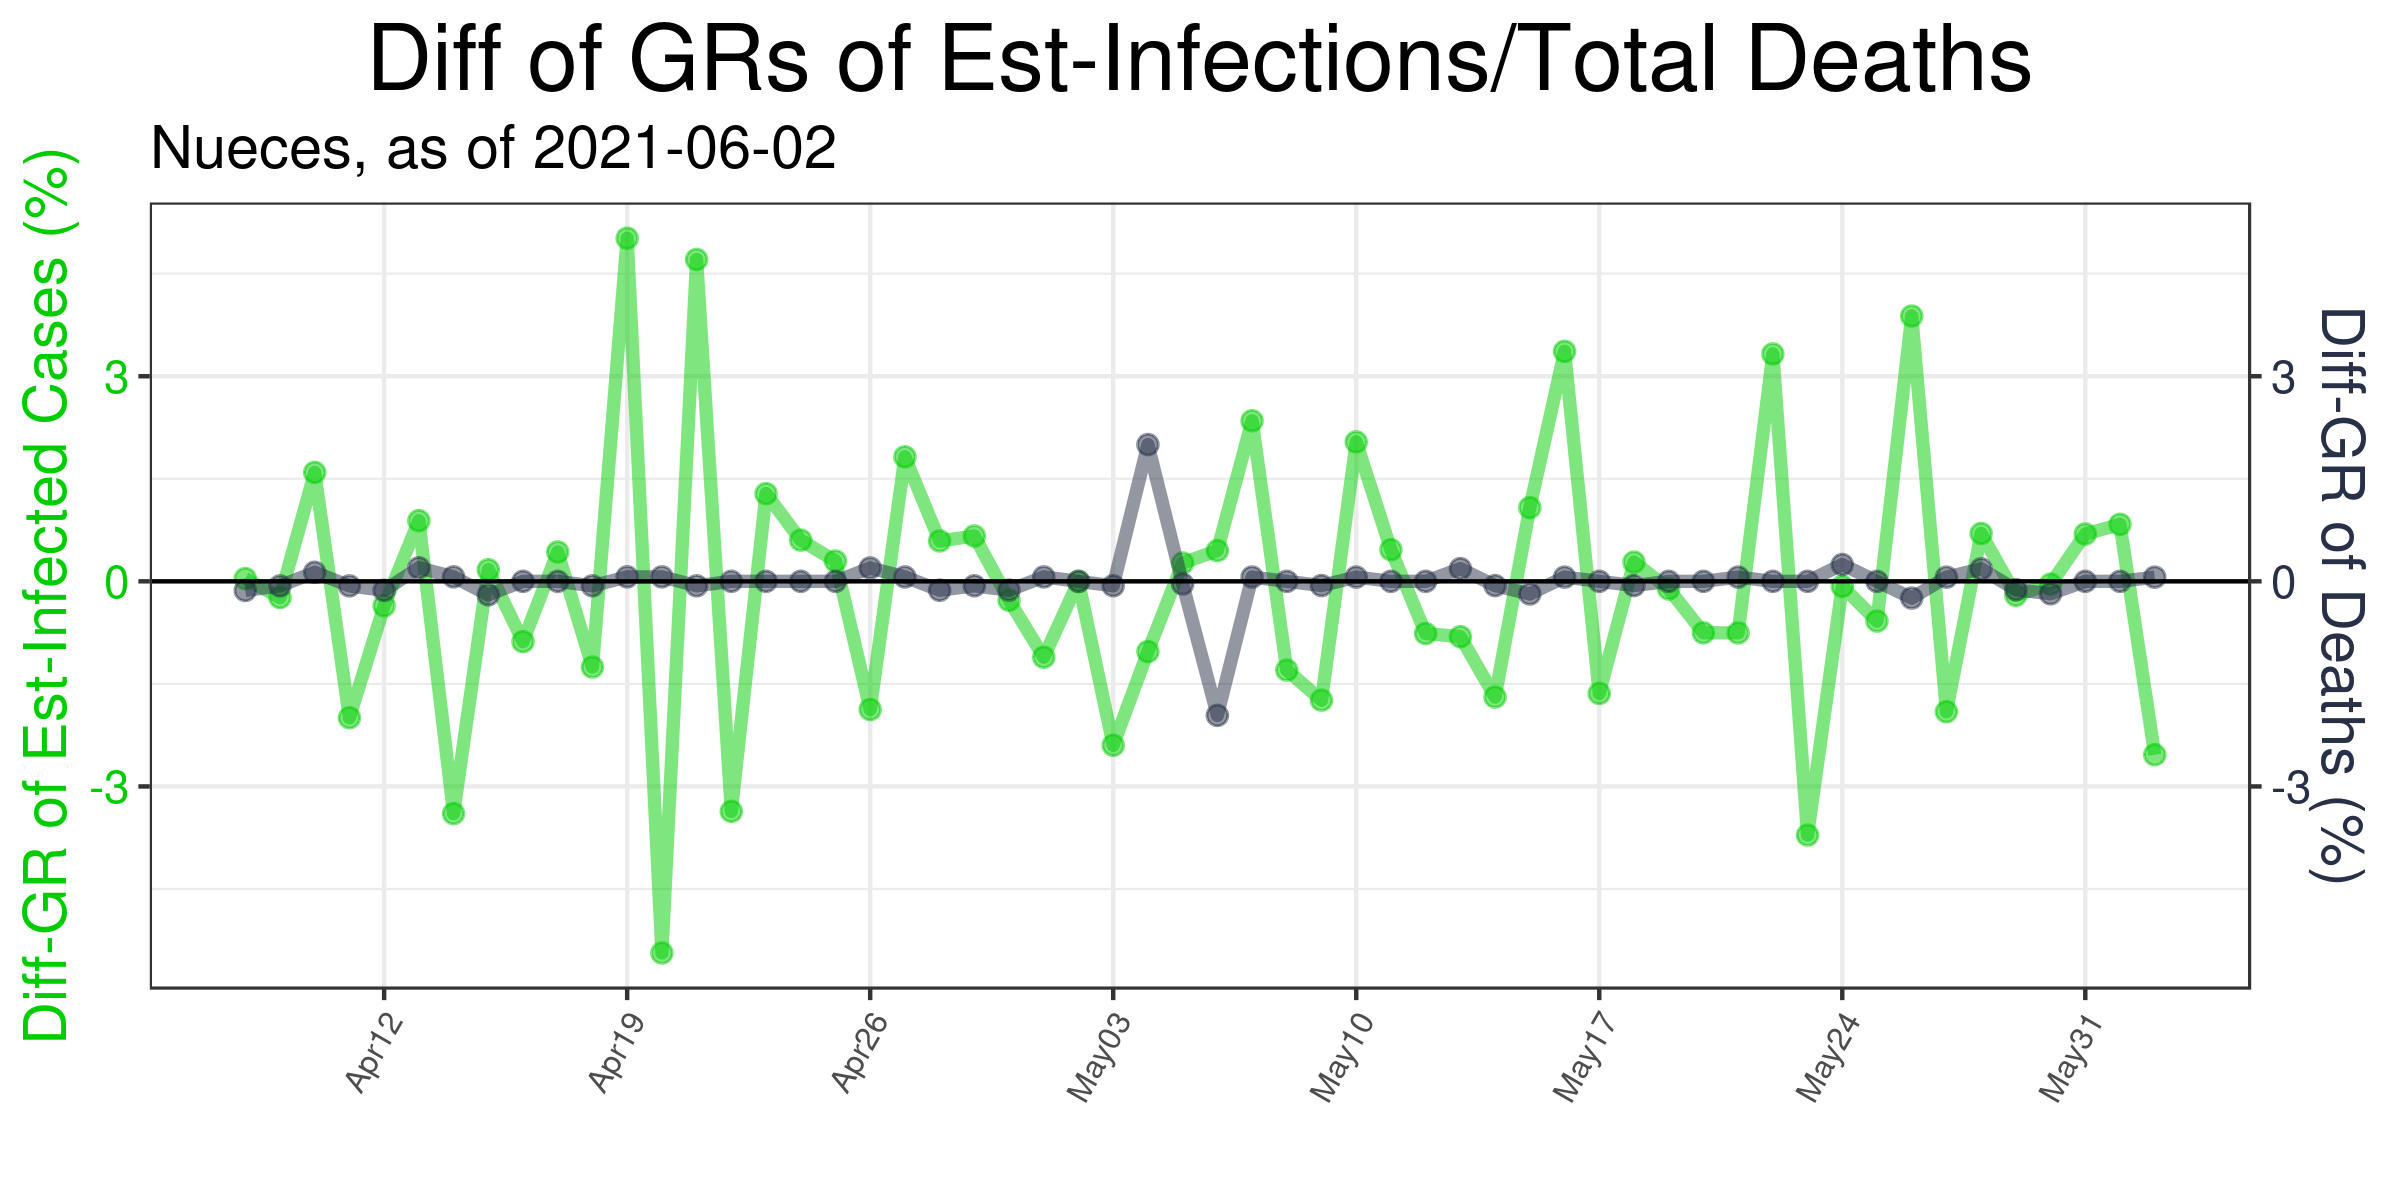 Diff of GRs of Est-Infections/Total Deaths
Nueces, as of 2021-06-02
Diff-GR of Est-Infected Cases (%)
3
0
-3
3
0
-3
Diff-GR of Deaths (%)
Apr12
Apr19
Apr26
May03
May10
May17
May24
May31